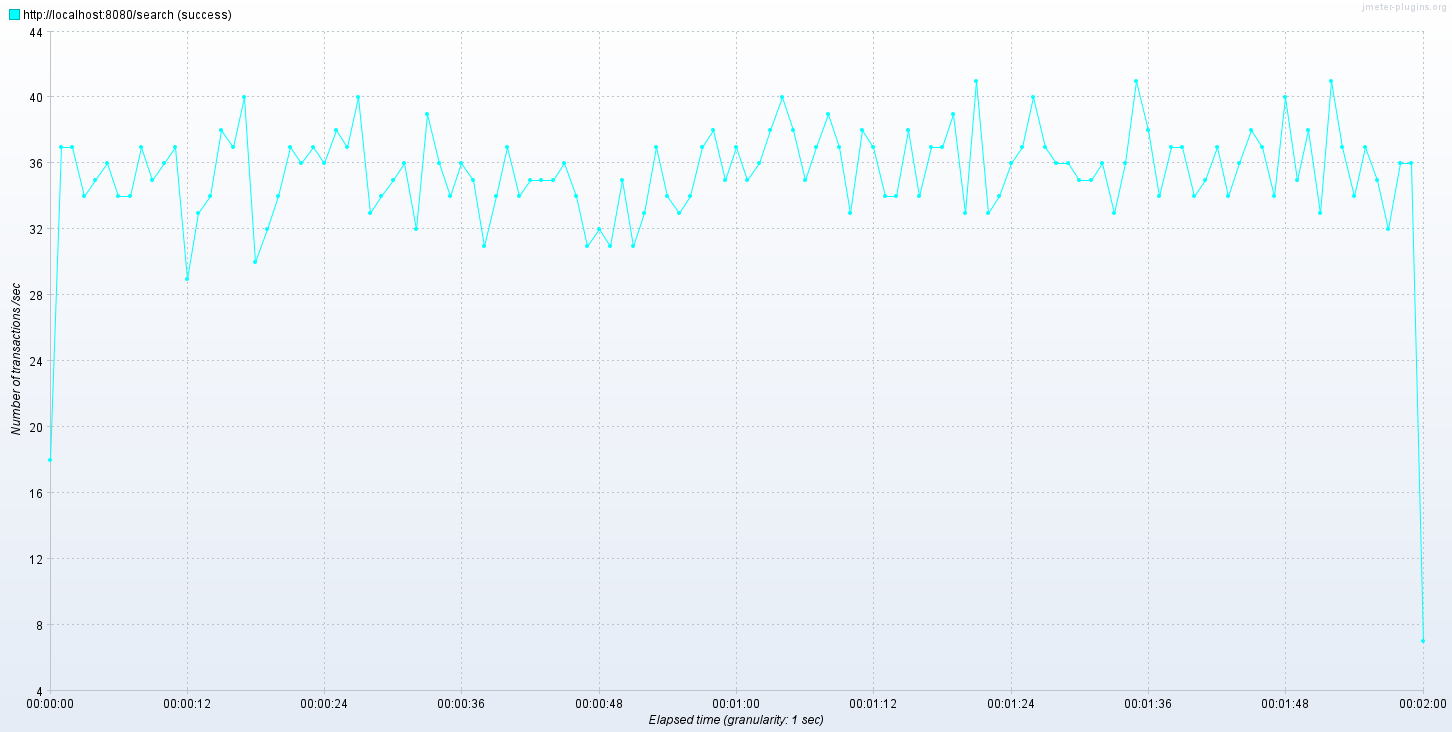 http://localhost:8080/search (success)
jmeter-plugins.org
44
40
36
32
28
24
20
16
12
8
4
Number of transactions /sec
00:00:00 00:00:12 00:00:24 00:00:36 00:00:48 00:01:00 00:01:12 00:01:24 00:01:36 00:01:48 00:02:00
Elapsed time (granularity: 1 sec)